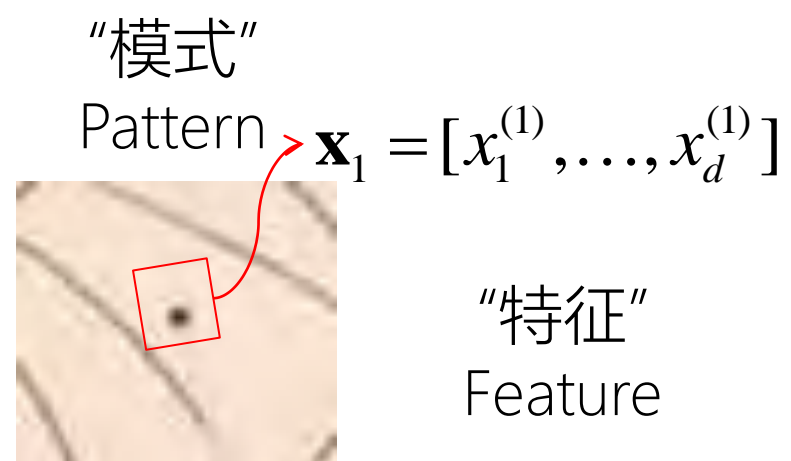 “模式”
Pattern
𝐱₁ = [x₁⁽¹⁾,…,x_d⁽¹⁾]
“特征”
Feature